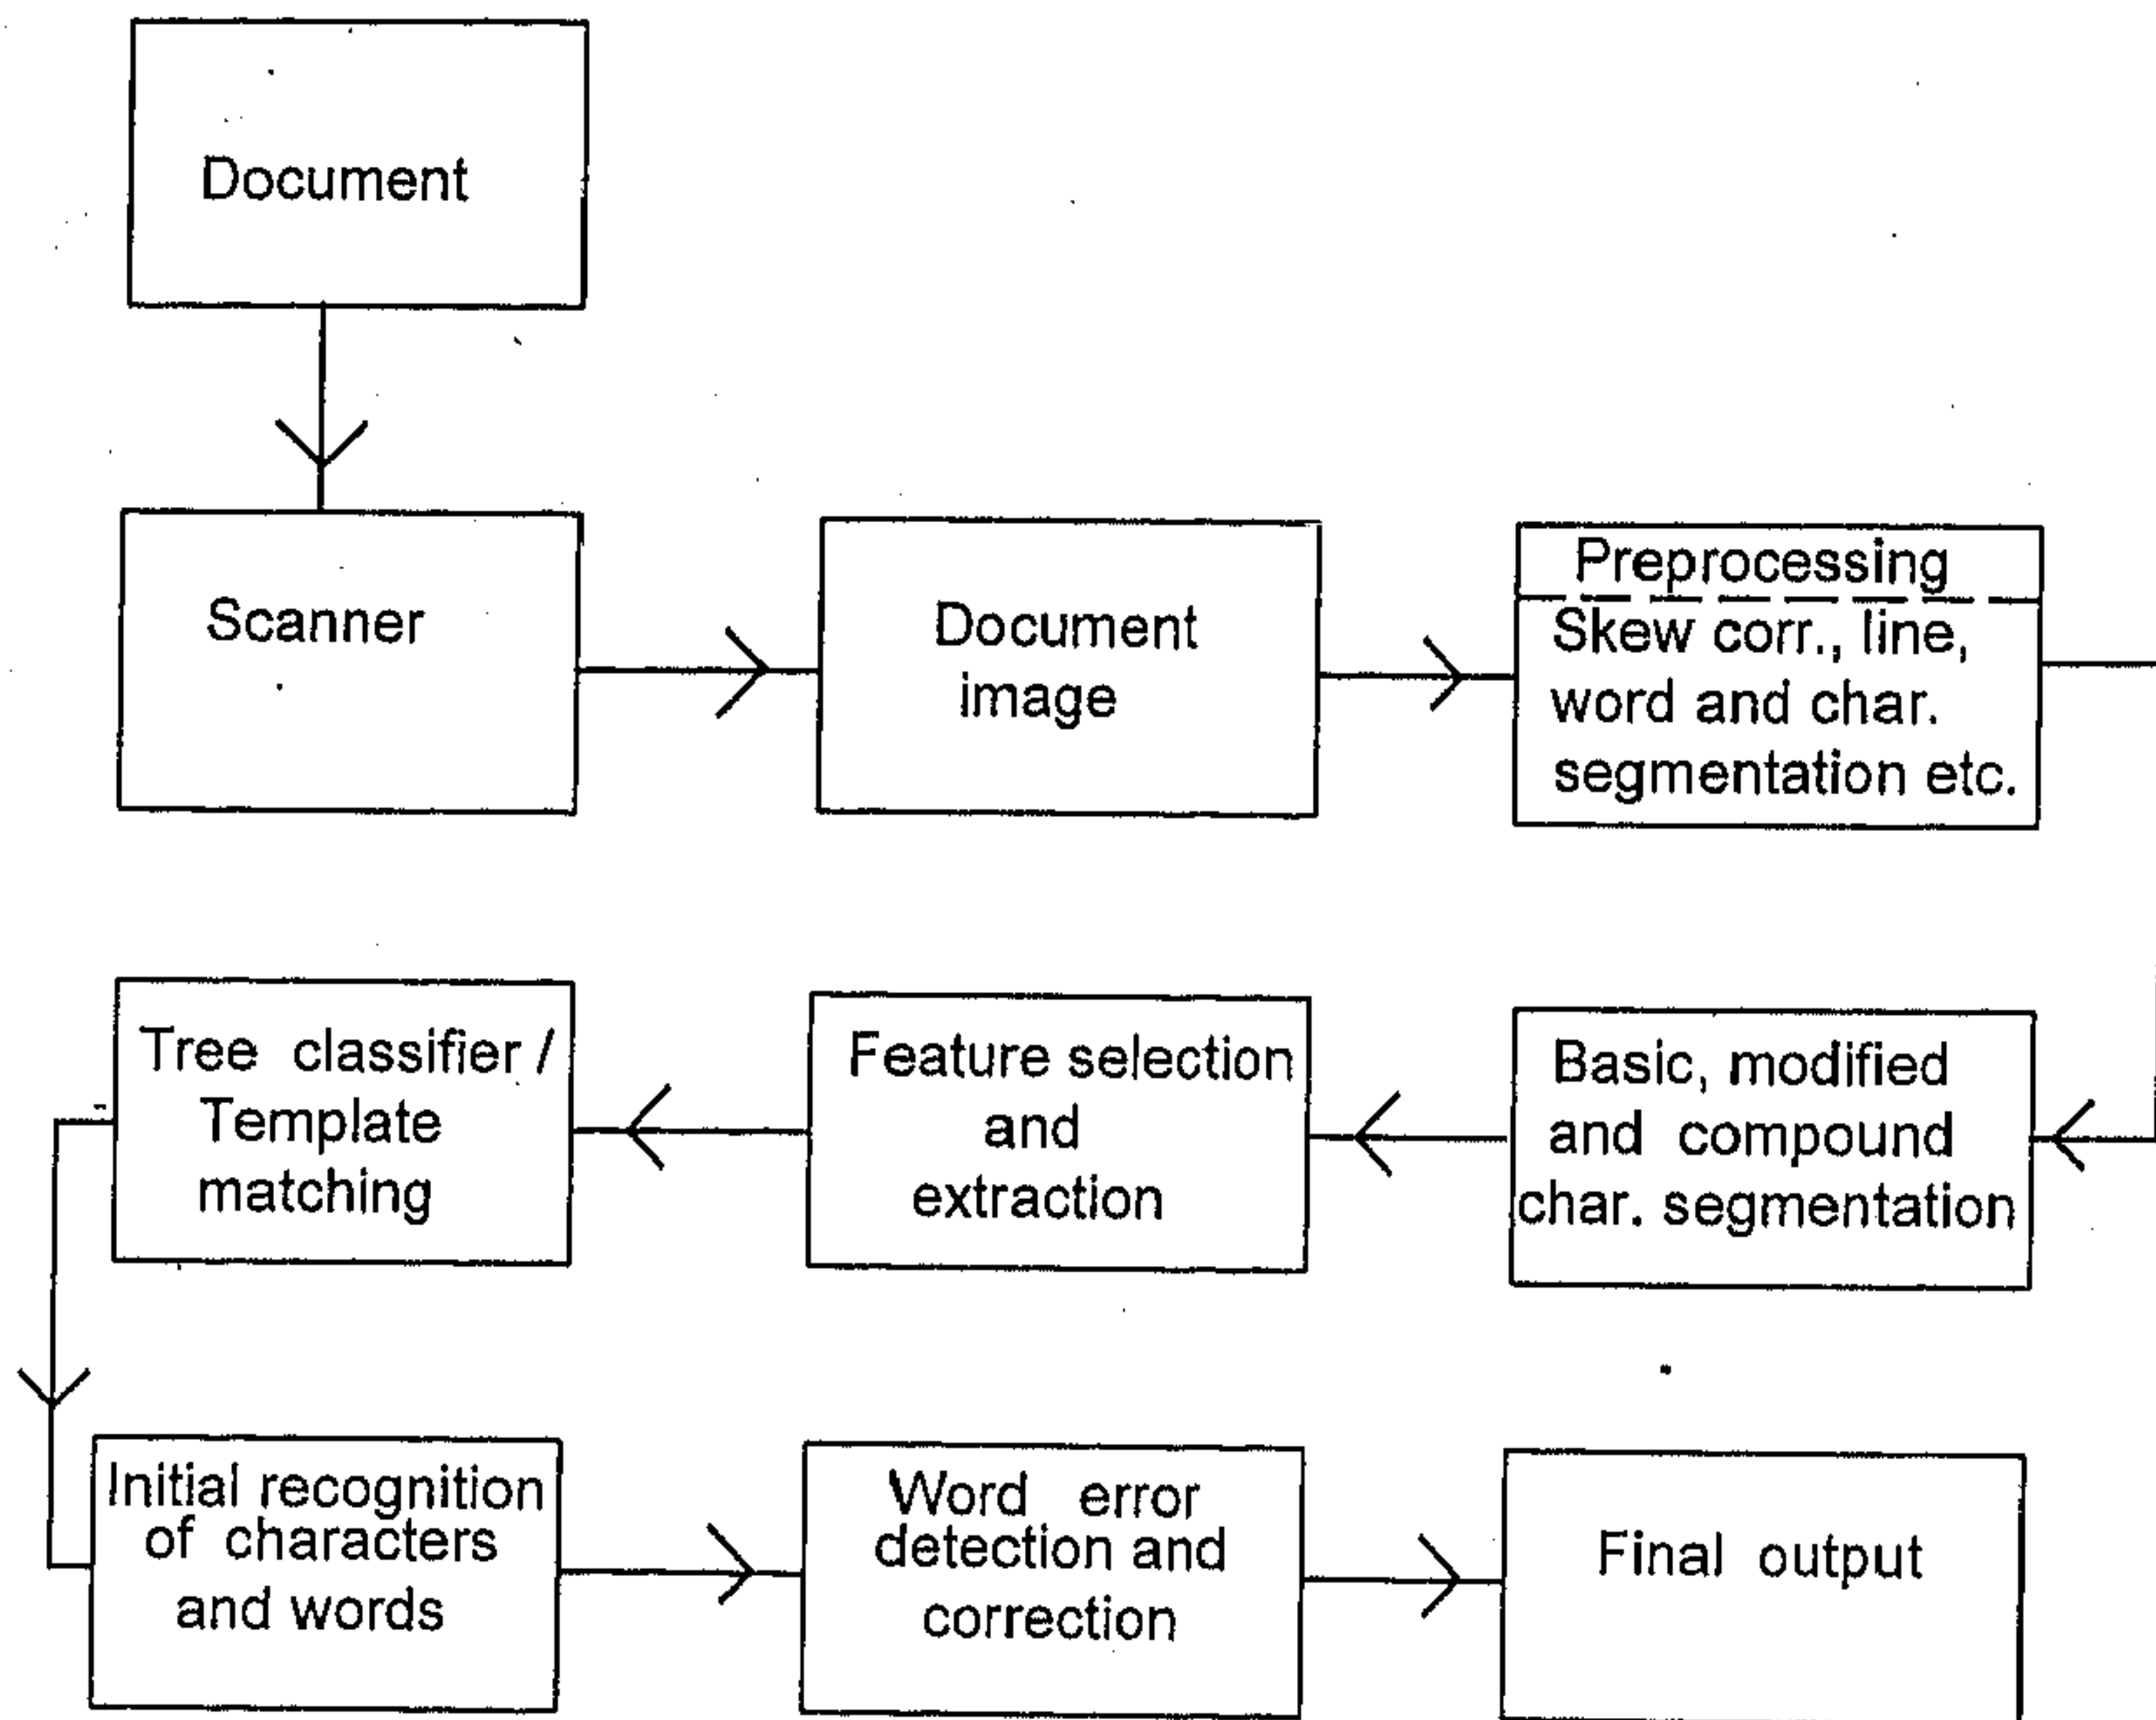 Document
Scanner
Document
image
Preprocessing
Skew corr., line,
word and char.
segmentation etc.
Basic, modified
and compound
char. segmentation
Feature selection
and
extraction
Tree classifier /
Template
matching
Initial recognition
of characters
and words
Word error
detection and
correction
Final output